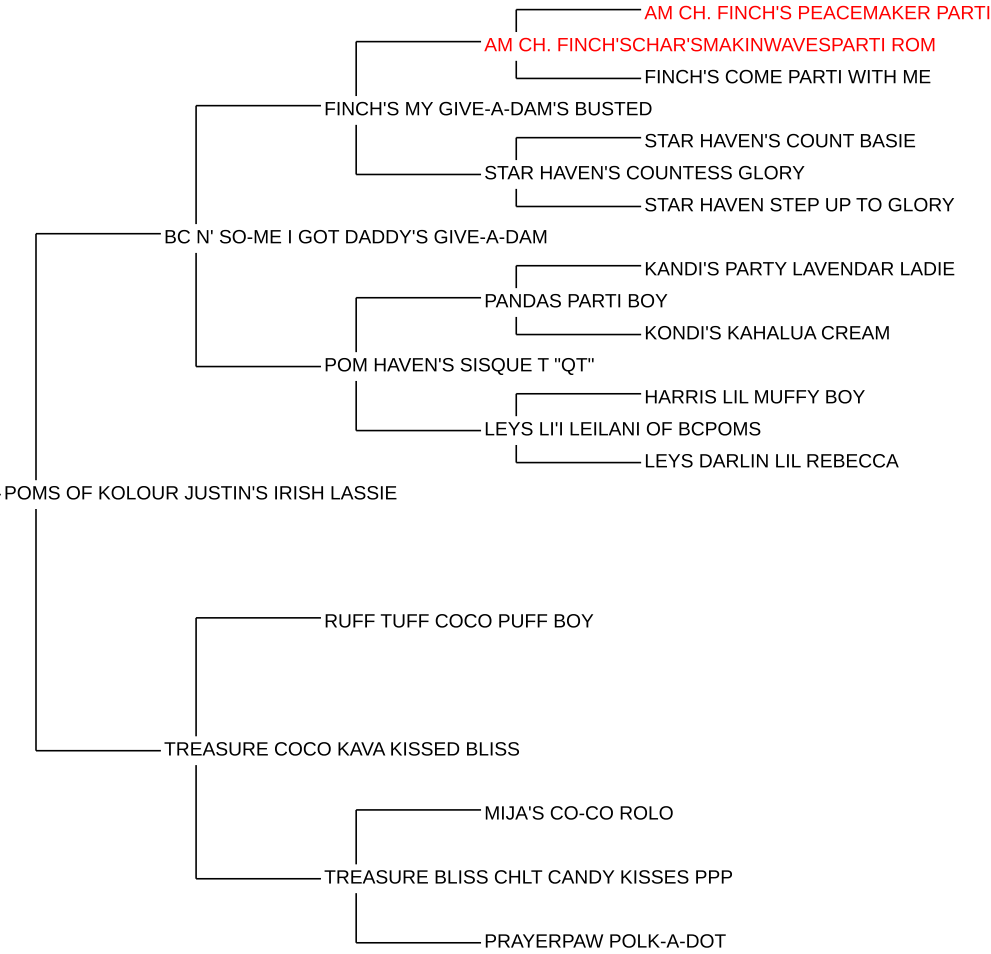 AM CH. FINCH'S PEACEMAKER PARTI
AM CH. FINCH'SCHAR'SMAKINWAVESPARTI ROM
FINCH'S COME PARTI WITH ME
FINCH'S MY GIVE-A-DAM'S BUSTED
STAR HAVEN'S COUNT BASIE
STAR HAVEN'S COUNTESS GLORY
STAR HAVEN STEP UP TO GLORY
BC N' SO-ME I GOT DADDY'S GIVE-A-DAM
KANDI'S PARTY LAVENDAR LADIE
PANDAS PARTI BOY
KONDI'S KAHALUA CREAM
POM HAVEN'S SISQUE T "QT"
HARRIS LIL MUFFY BOY
LEYS LI'I LEILANI OF BCPOMS
LEYS DARLIN LIL REBECCA
POMS OF KOLOUR JUSTIN'S IRISH LASSIE
RUFF TUFF COCO PUFF BOY
TREASURE COCO KAVA KISSED BLISS
MIJA'S CO-CO ROLO
TREASURE BLISS CHLT CANDY KISSES PPP
PRAYERPAW POLK-A-DOT